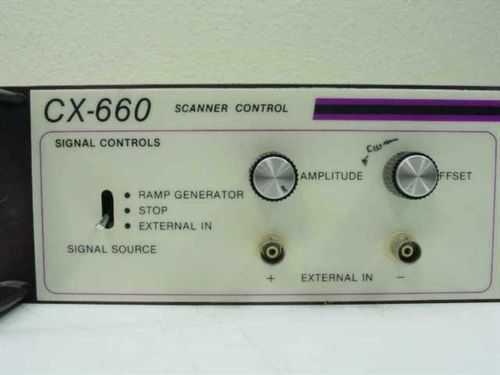 CX-660 SCANNER CONTROL
SIGNAL CONTROLS
CW
AMPLITUDE
FFSET
RAMP GENERATOR
STOP
EXTERNAL IN
SIGNAL SOURCE
+ EXTERNAL IN −